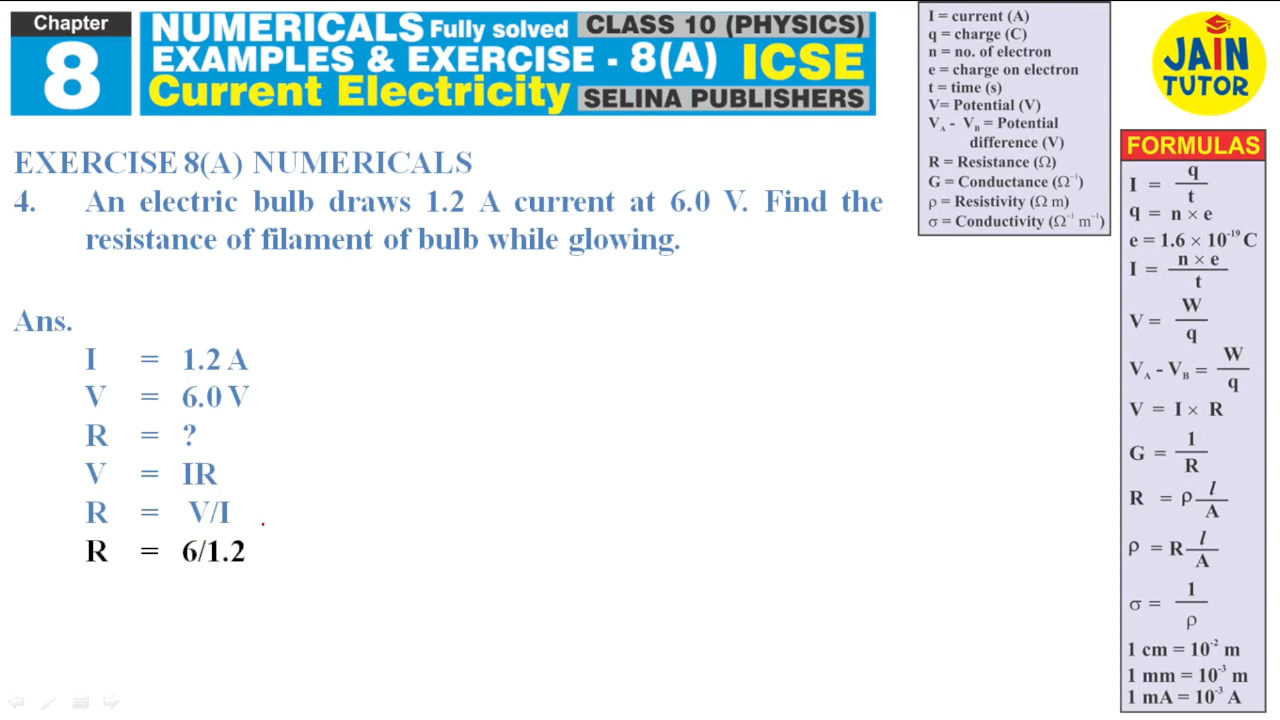 Chapter
8
NUMERICALS Fully solved CLASS 10 (PHYSICS)
EXAMPLES & EXERCISE - 8(A) ICSE
Current Electricity SELINA PUBLISHERS
I = current (A)
q = charge (C)
n = no. of electron
e = charge on electron
t = time (s)
V= Potential (V)
V_A - V_B = Potential
difference (V)
R = Resistance (Ω)
G = Conductance (Ω⁻¹)
ρ = Resistivity (Ω m)
σ = Conductivity (Ω⁻¹ m⁻¹)
JAIN
TUTOR
EXERCISE 8(A) NUMERICALS
4. An electric bulb draws 1.2 A current at 6.0 V. Find the
resistance of filament of bulb while glowing.
Ans.
I = 1.2 A
V = 6.0 V
R = ?
V = IR
R = V/I
R = 6/1.2
FORMULAS
I = q/t
q = n × e
e = 1.6 × 10⁻¹⁹ C
I = n × e/t
V = W/q
V_A - V_B = W/q
V = I × R
G = 1/R
R = ρ l/A
ρ = R l/A
σ = 1/ρ
1 cm = 10⁻² m
1 mm = 10⁻³ m
1 mA = 10⁻³ A